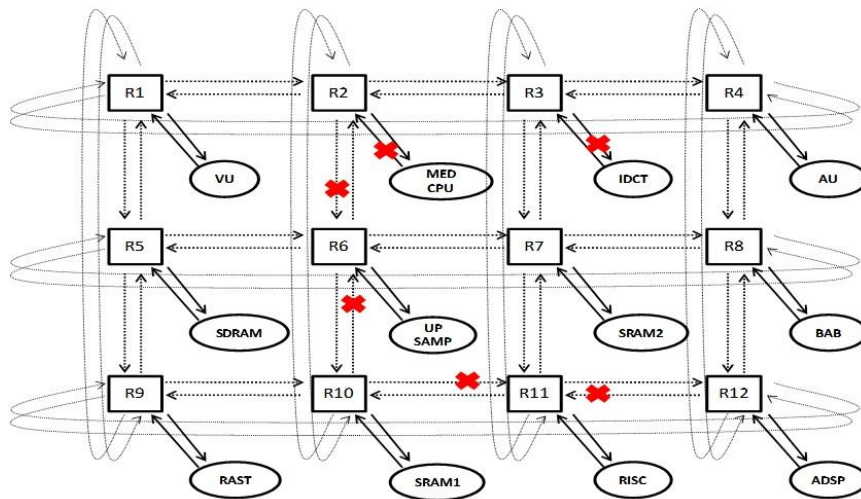 R1
R2
R3
R4
VU
MED
CPU
IDCT
AU
R5
R6
R7
R8
SDRAM
UP
SAMP
SRAM2
BAB
R9
R10
R11
R12
RAST
SRAM1
RISC
ADSP